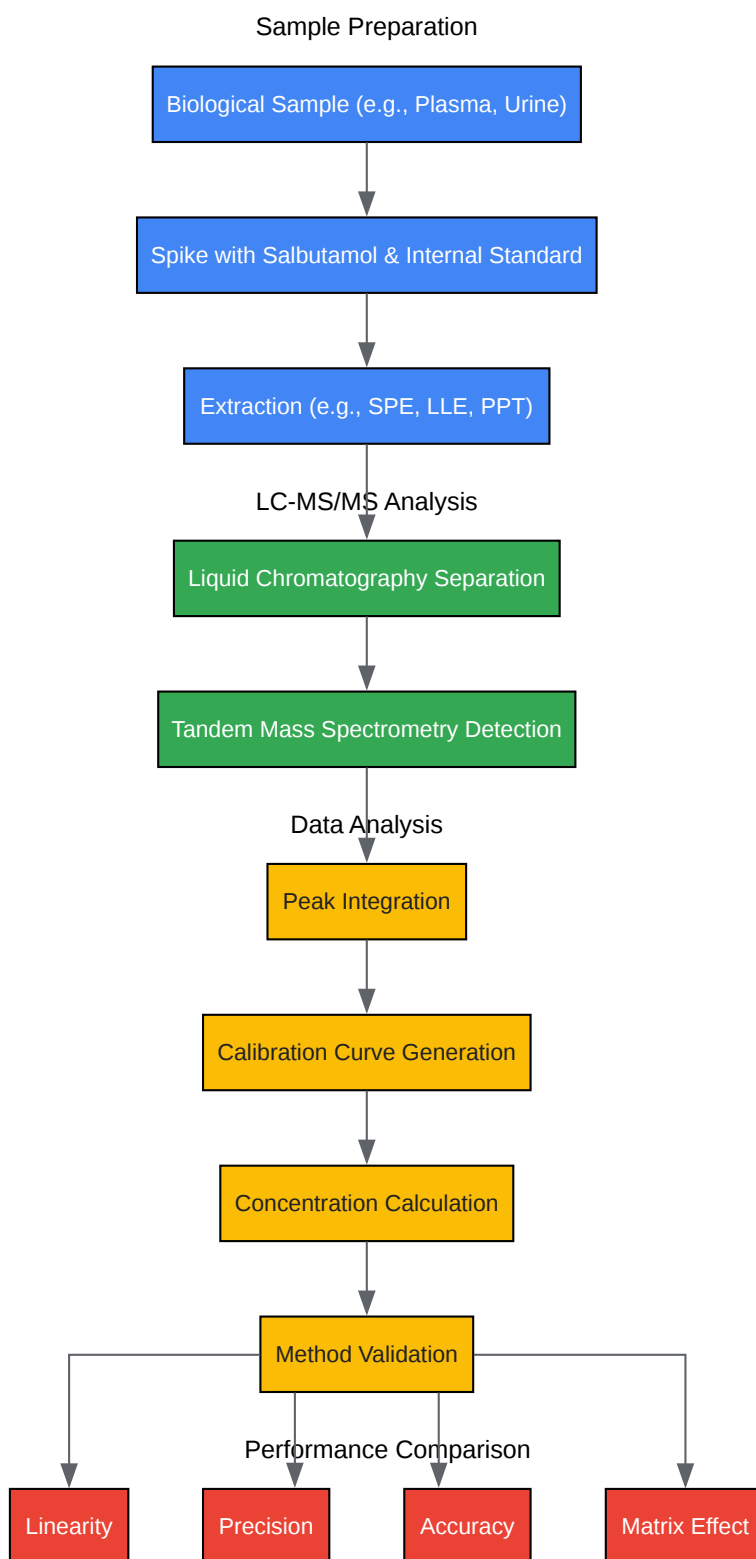 Sample Preparation
Biological Sample (e.g., Plasma, Urine)
Spike with Salbutamol & Internal Standard
Extraction (e.g., SPE, LLE, PPT)
LC-MS/MS Analysis
Liquid Chromatography Separation
Tandem Mass Spectrometry Detection
Data Analysis
Peak Integration
Calibration Curve Generation
Concentration Calculation
Method Validation
Performance Comparison
Linearity
Precision
Accuracy
Matrix Effect